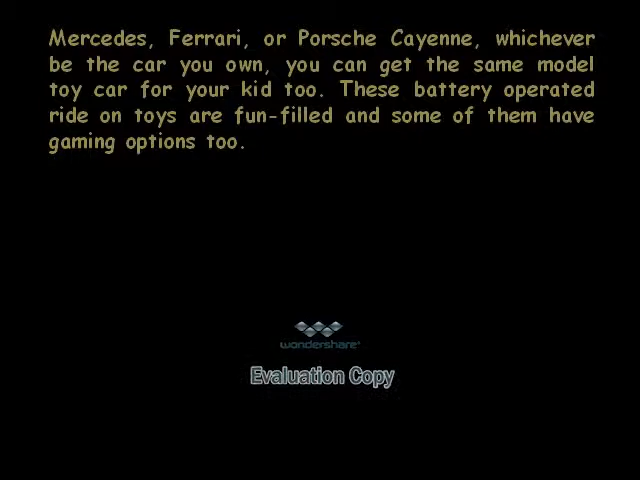 Mercedes, Ferrari, or Porsche Cayenne, whichever
be the car you own, you can get the same model
toy car for your kid too. These battery operated
ride on toys are fun-filled and some of them have
gaming options too.
wondershare
Evaluation Copy